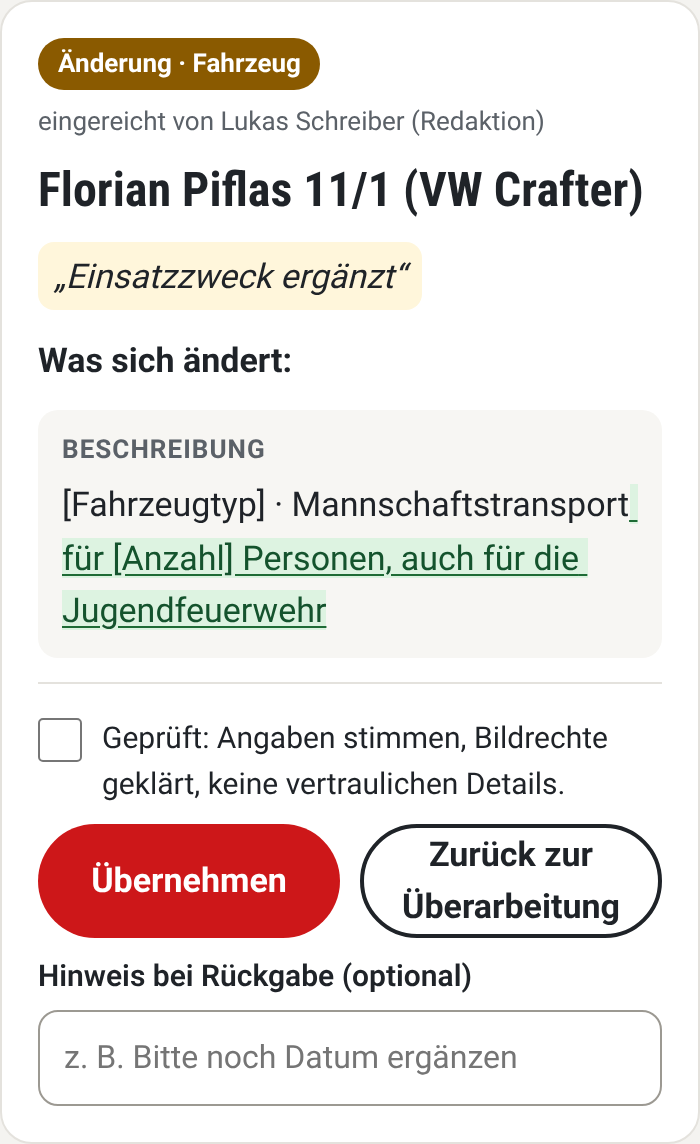 Änderung · Fahrzeug
eingereicht von Lukas Schreiber (Redaktion)
Florian Piflas 11/1 (VW Crafter)
„Einsatzzweck ergänzt“
Was sich ändert:
BESCHREIBUNG
[Fahrzeugtyp] · Mannschaftstransport
für [Anzahl] Personen, auch für die
Jugendfeuerwehr
Geprüft: Angaben stimmen, Bildrechte
geklärt, keine vertraulichen Details.
Übernehmen
Zurück zur
Überarbeitung
Hinweis bei Rückgabe (optional)
z. B. Bitte noch Datum ergänzen